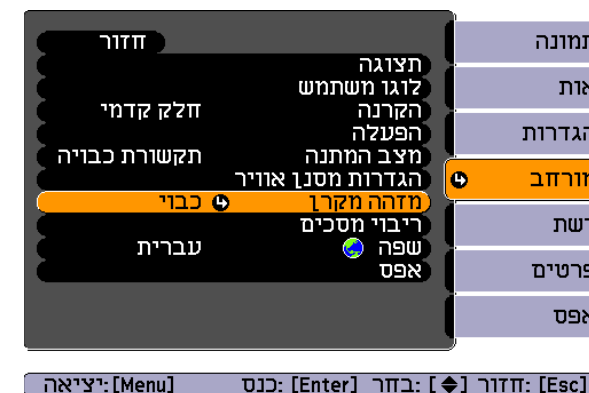 תמונה
אות
הגדרות
מורחב
רשת
פרטים
אפס
חזור
תצוגה
לוגו משתמש
הקרנה חלק קדמי
הפעלה
מצב המתנה תקשורת כבויה
הגדרות מסנן אוויר
מזהה מקרן כבוי
ריבוי מסכים
שפה עברית
אפס
[Esc]: חזור [◆]: בחר [Enter]: כנס [Menu]: יציאה